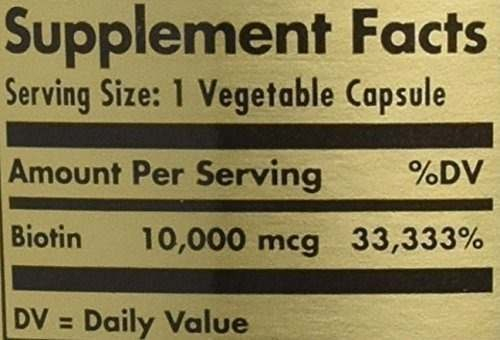 Supplement Facts
Serving Size: 1 Vegetable Capsule
Amount Per Serving %DV
Biotin 10,000 mcg 33,333%
DV = Daily Value